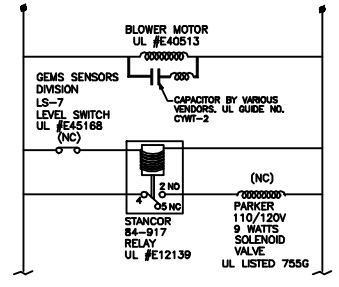 BLOWER MOTOR
UL #E40513
GEMS SENSORS
DIVISION
LS-7
LEVEL SWITCH
UL #E45168
(NC)
CAPACITOR BY VARIOUS
VENDORS. UL GUIDE NO.
CYWT-2
2 NO
4
5 NC
STANCOR
84-917
RELAY
UL #E12139
(NC)
PARKER
110/120V
9 WATTS
SOLENOID
VALVE
UL LISTED 755G